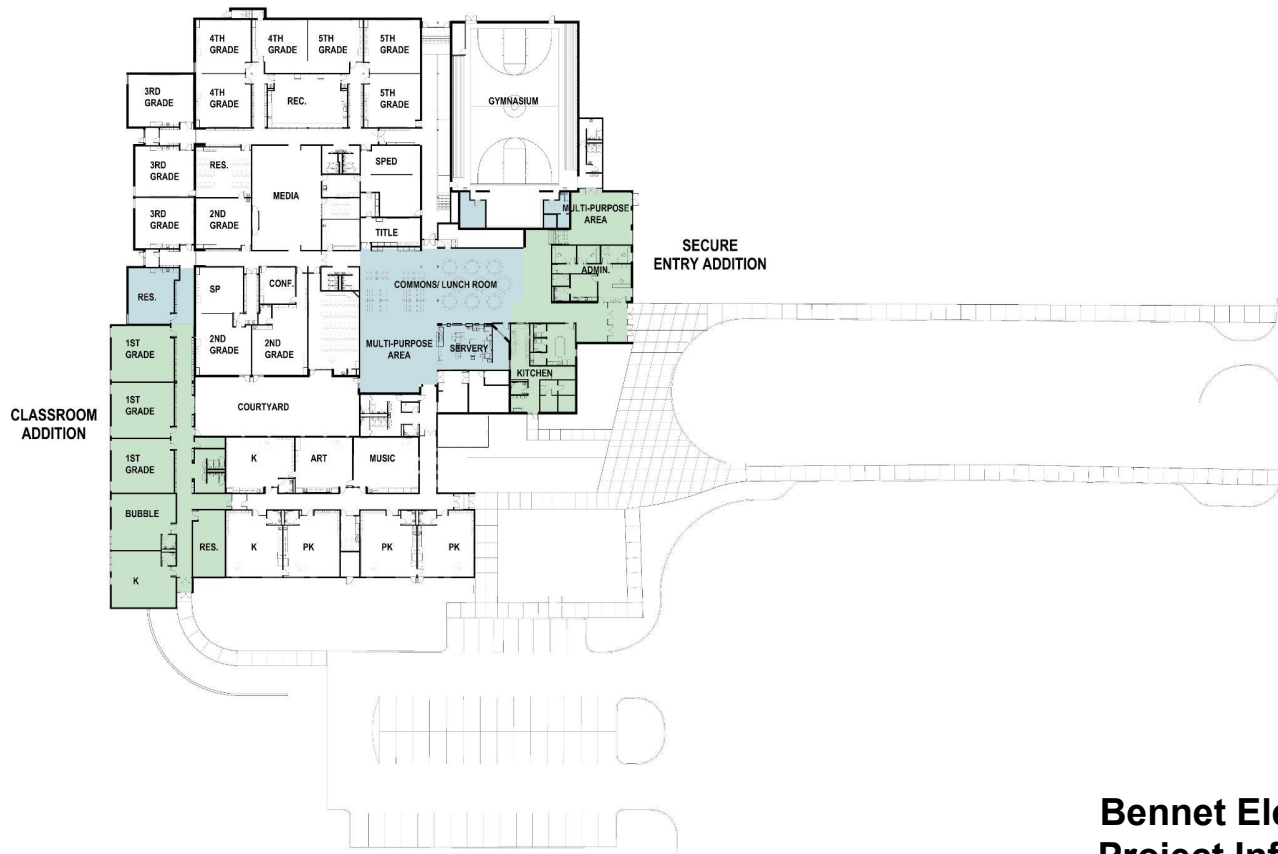 4TH
GRADE
4TH
GRADE
5TH
GRADE
5TH
GRADE
3RD
GRADE
4TH
GRADE
REC.
5TH
GRADE
GYMNASIUM
3RD
GRADE
RES.
MEDIA
SPED
3RD
GRADE
2ND
GRADE
TITLE
MULTI-PURPOSE
AREA
SECURE
ENTRY ADDITION
ADMIN.
RES.
SP
CONF.
COMMONS/ LUNCH ROOM
1ST
GRADE
2ND
GRADE
2ND
GRADE
MULTI-PURPOSE
AREA
SERVERY
KITCHEN
CLASSROOM
ADDITION
1ST
GRADE
COURTYARD
1ST
GRADE
K
ART
MUSIC
BUBBLE
RES.
K
PK
PK
PK
K
Bennet Ele
Project Inf